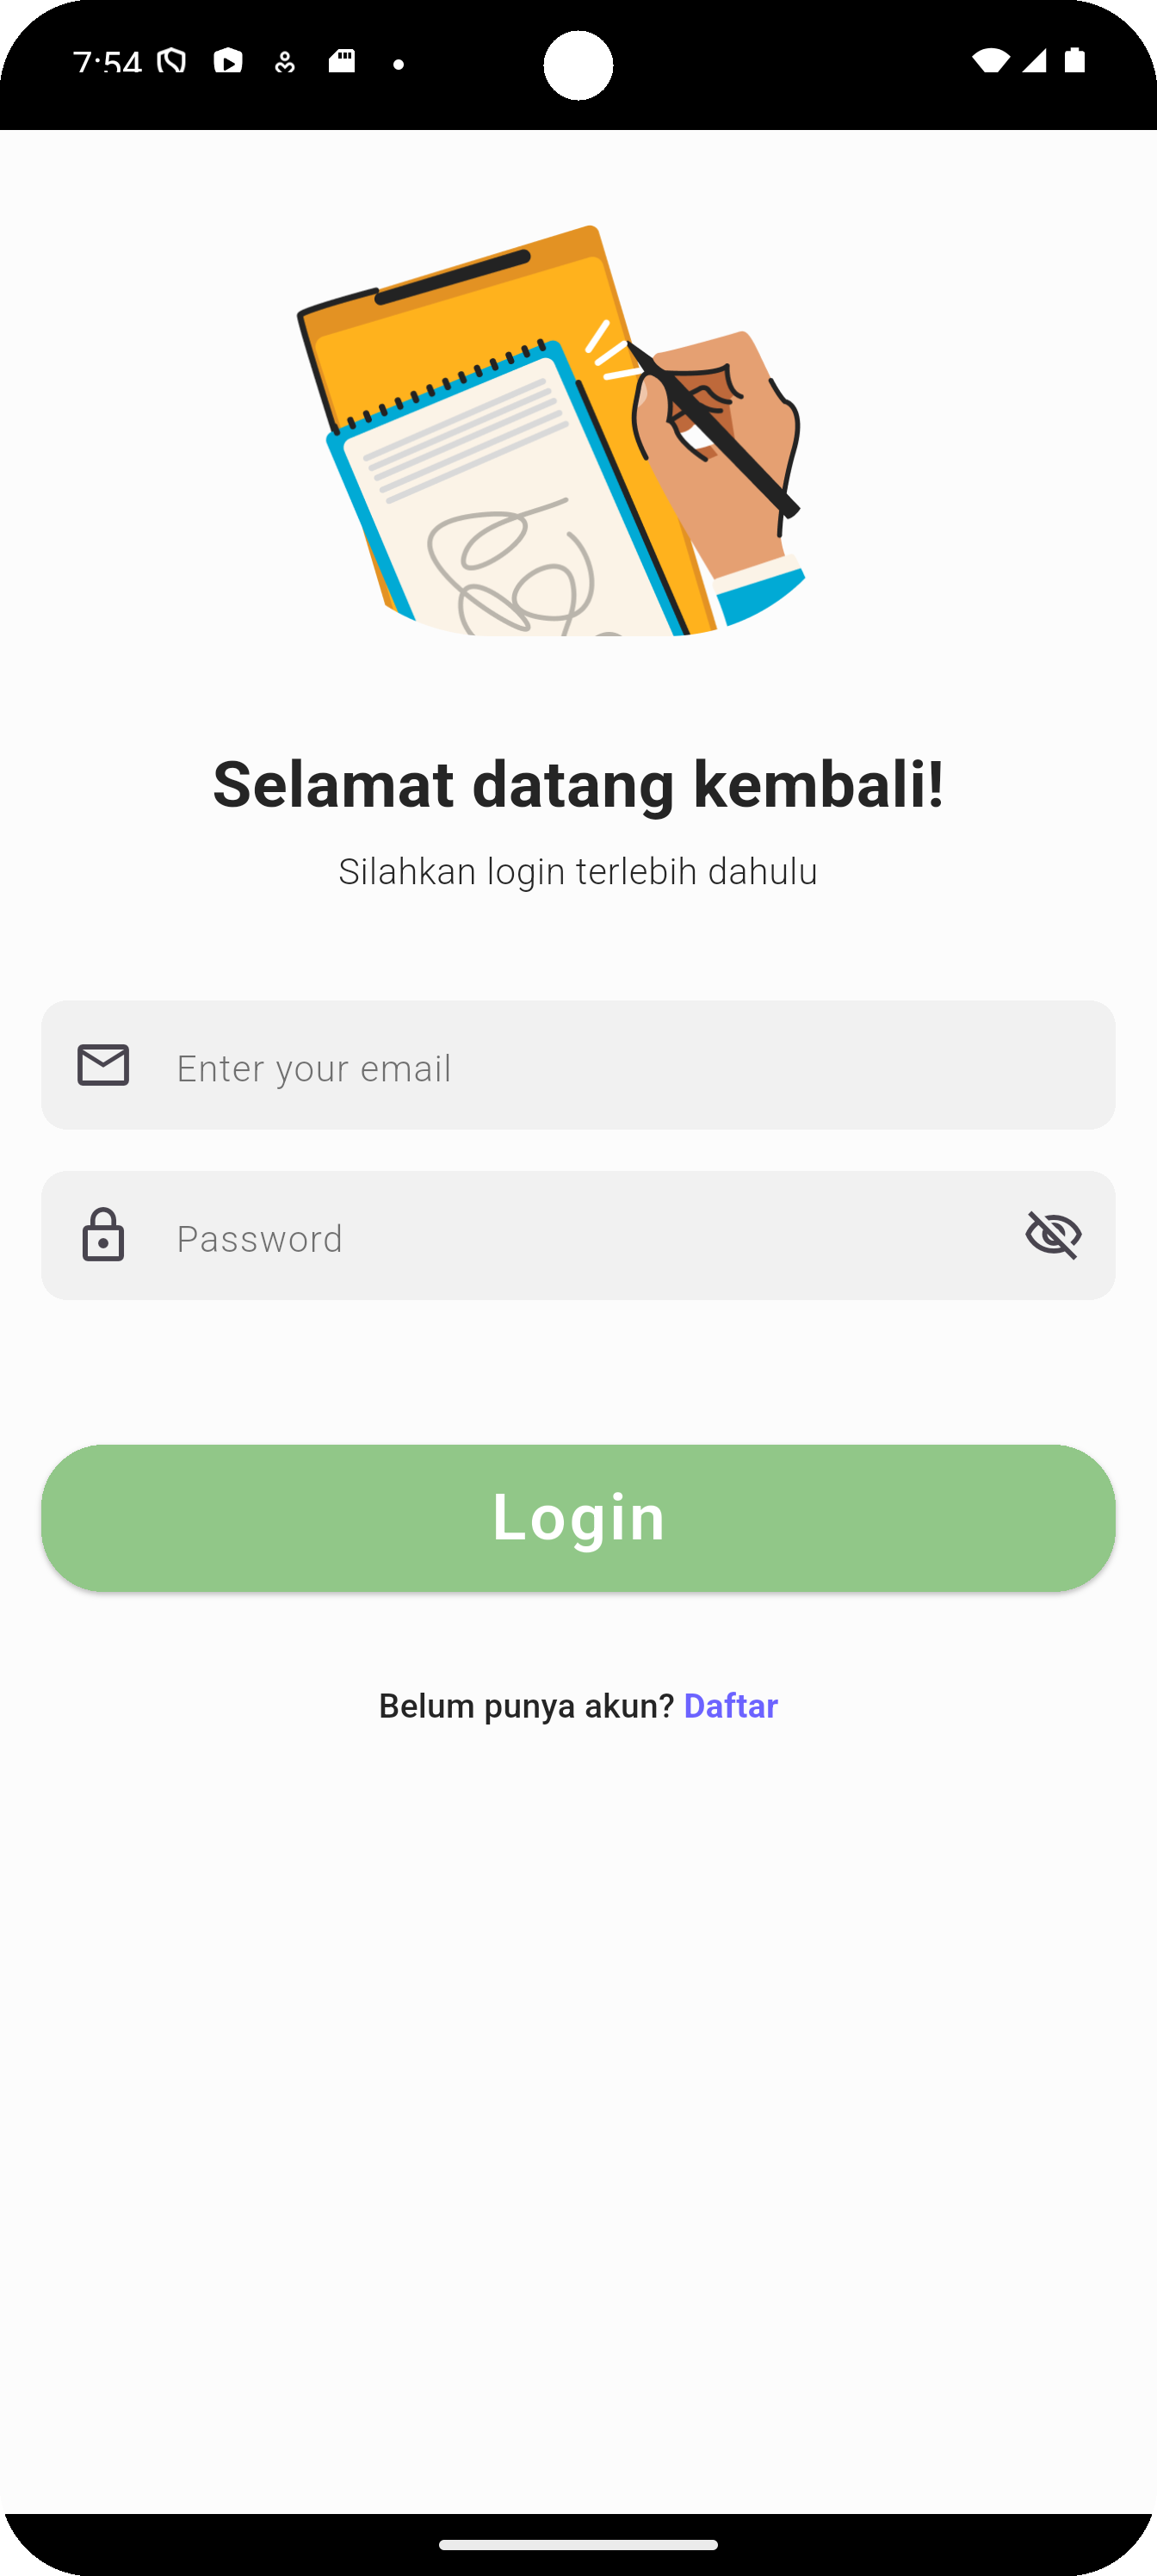 7:54
Selamat datang kembali!
Silahkan login terlebih dahulu
Enter your email
Password
Login
Belum punya akun? Daftar